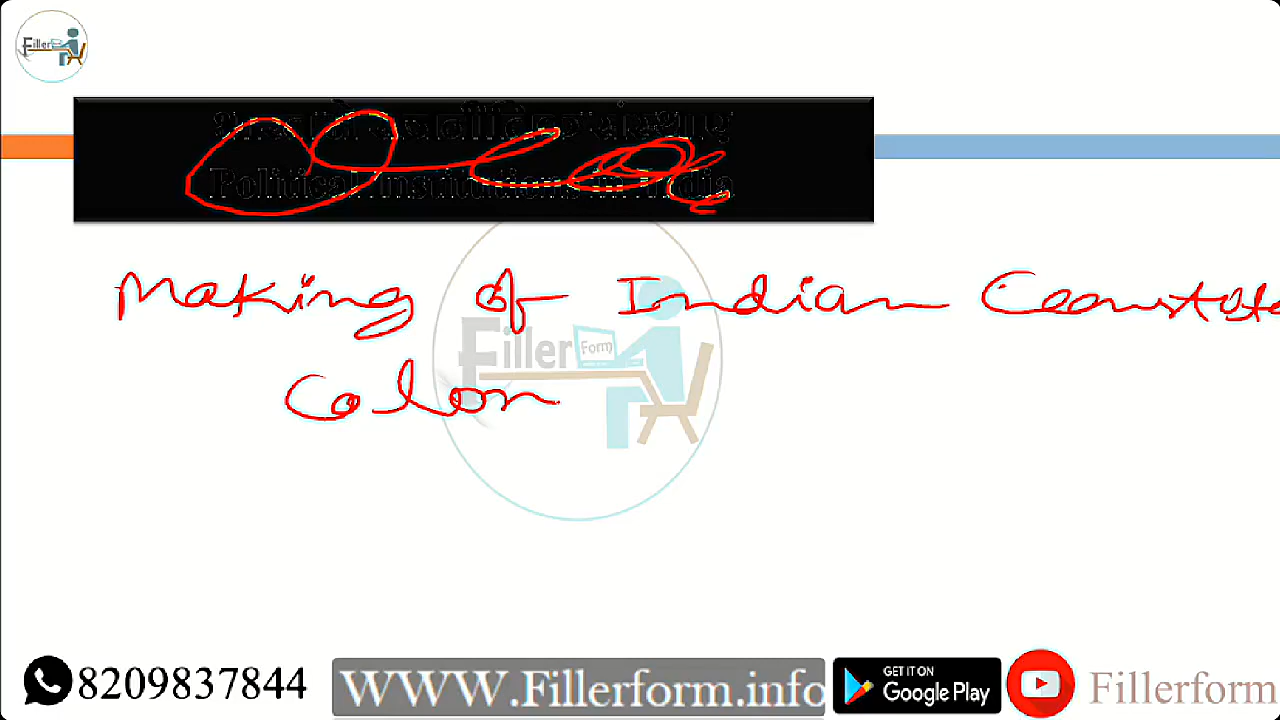 Filler
Political Institutions in India
Making of Indian
Colon
Filler Form
8209837844
WWW.Fillerform.info
GET IT ON
Google Play
Fillerform